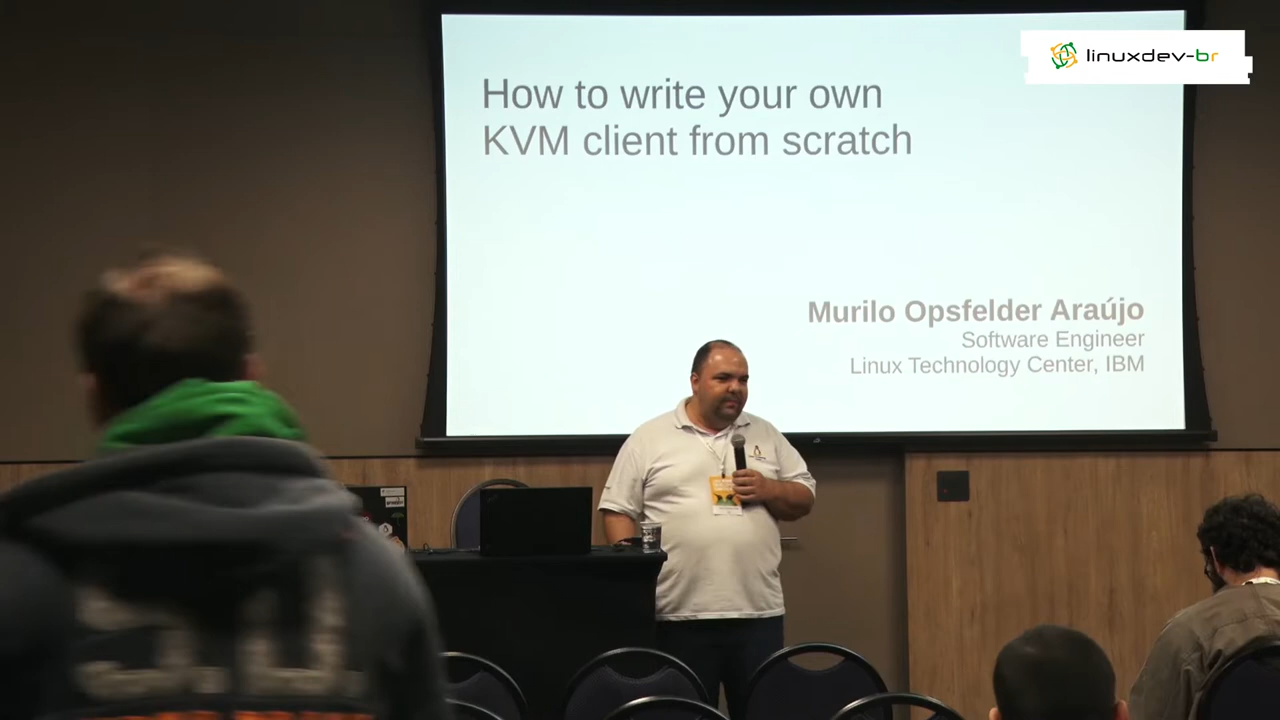 linuxdev-br
How to write your own
KVM client from scratch
Murilo Opsfelder Araújo
Software Engineer
Linux Technology Center, IBM